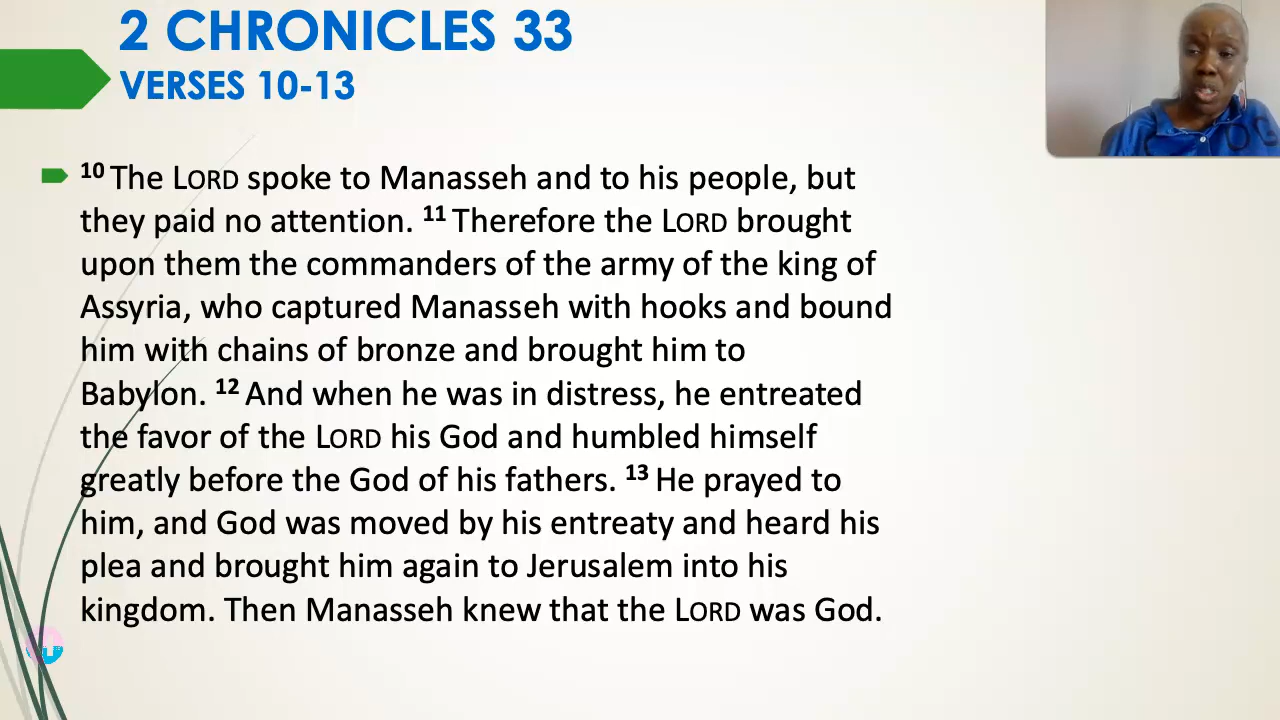 2 CHRONICLES 33
VERSES 10-13
10 The LORD spoke to Manasseh and to his people, but
they paid no attention. 11 Therefore the LORD brought
upon them the commanders of the army of the king of
Assyria, who captured Manasseh with hooks and bound
him with chains of bronze and brought him to
Babylon. 12 And when he was in distress, he entreated
the favor of the LORD his God and humbled himself
greatly before the God of his fathers. 13 He prayed to
him, and God was moved by his entreaty and heard his
plea and brought him again to Jerusalem into his
kingdom. Then Manasseh knew that the LORD was God.